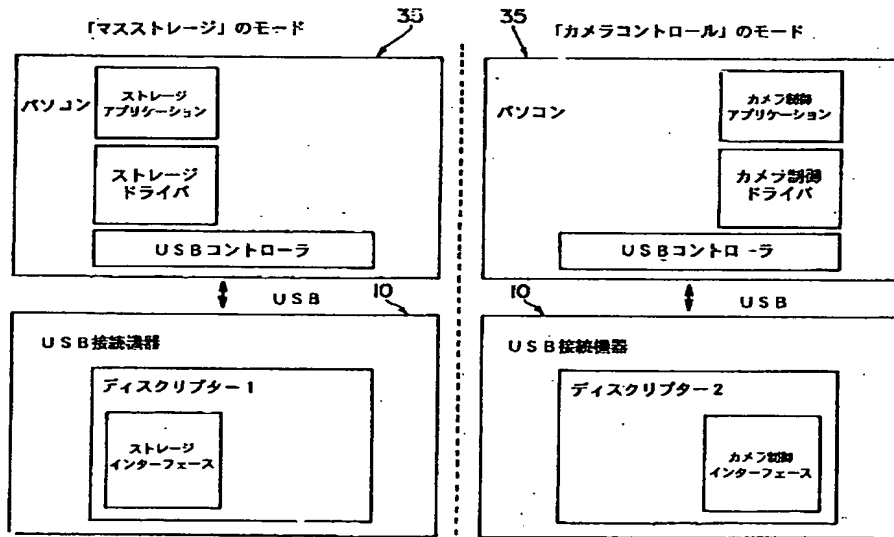 「マスストレージ」のモード
35
パソコン
ストレージ
アプリケーション
ストレージ
ドライバ
USBコントローラ
USB
10
USB接続機器
ディスクリプター1
ストレージ
インターフェース
35
「カメラコントロール」のモード
パソコン
カメラ制御
アプリケーション
カメラ制御
ドライバ
USBコントローラ
10
USB
USB接続機器
ディスクリプター2
カメラ制御
インターフェース